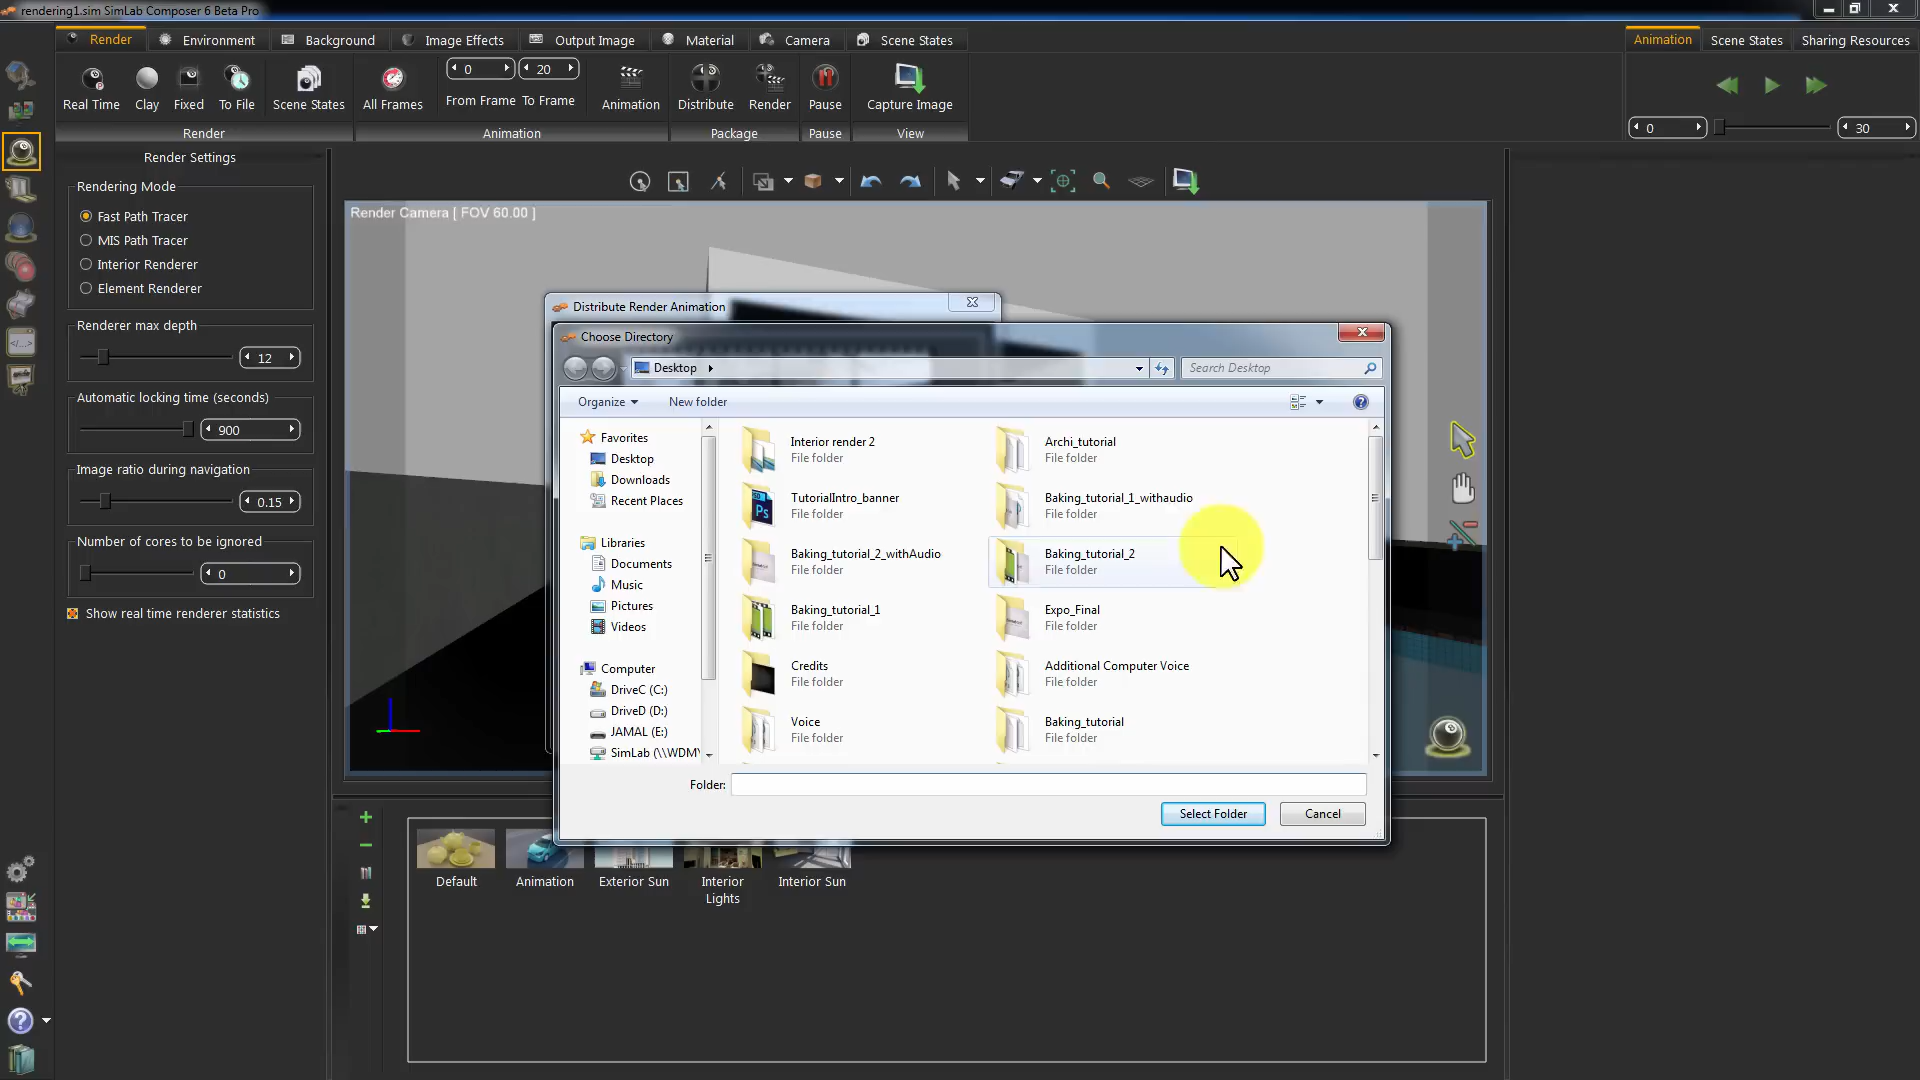 rendering1.sim SimLab Composer 6 Beta Pro
Render
Environment
Background
Image Effects
Output Image
Material
Camera
Scene States
Animation
Scene States
Sharing Resources
0
20
Real Time
Clay
Fixed
To File
Scene States
All Frames
From Frame
To Frame
Animation
Distribute
Render
Pause
Capture Image
0
30
Render
Animation
Package
Pause
View
Render Settings
Rendering Mode
Fast Path Tracer
MIS Path Tracer
Interior Renderer
Element Renderer
Renderer max depth
12
Automatic locking time (seconds)
900
Image ratio during navigation
0.15
Number of cores to be ignored
0
Show real time renderer statistics
Render Camera [ FOV 60.00 ]
Distribute Render Animation
Choose Directory
Desktop
Search Desktop
Organize
New folder
Favorites
Desktop
Downloads
Recent Places
Libraries
Documents
Music
Pictures
Videos
Computer
DriveC (C:)
DriveD (D:)
JAMAL (E:)
SimLab (\\WDM
Interior render 2
File folder
Archi_tutorial
File folder
TutorialIntro_banner
File folder
Baking_tutorial_1_withaudio
File folder
Baking_tutorial_2_withAudio
File folder
Baking_tutorial_2
File folder
Baking_tutorial_1
File folder
Expo_Final
File folder
Credits
File folder
Additional Computer Voice
File folder
Voice
File folder
Baking_tutorial
File folder
Folder:
Select Folder
Cancel
Default
Animation
Exterior Sun
Interior
Lights
Interior Sun